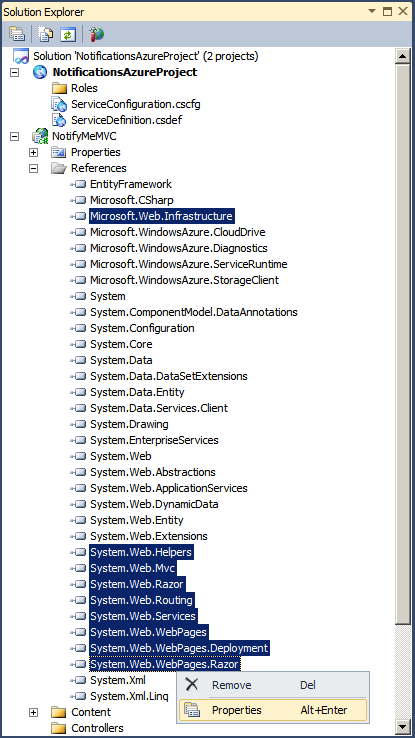 Solution Explorer
Solution 'NotificationsAzureProject' (2 projects)
NotificationsAzureProject
Roles
ServiceConfiguration.cscfg
ServiceDefinition.csdef
NotifyMeMVC
Properties
References
EntityFramework
Microsoft.CSharp
Microsoft.Web.Infrastructure
Microsoft.WindowsAzure.CloudDrive
Microsoft.WindowsAzure.Diagnostics
Microsoft.WindowsAzure.ServiceRuntime
Microsoft.WindowsAzure.StorageClient
System
System.ComponentModel.DataAnnotations
System.Configuration
System.Core
System.Data
System.Data.DataSetExtensions
System.Data.Entity
System.Data.Services.Client
System.Drawing
System.EnterpriseServices
System.Web
System.Web.Abstractions
System.Web.ApplicationServices
System.Web.DynamicData
System.Web.Entity
System.Web.Extensions
System.Web.Helpers
System.Web.Mvc
System.Web.Razor
System.Web.Routing
System.Web.Services
System.Web.WebPages
System.Web.WebPages.Deployment
System.Web.WebPages.Razor
System.Xml
Remove Del
System.Xml.Linq
Properties Alt+Enter
Content
Controllers